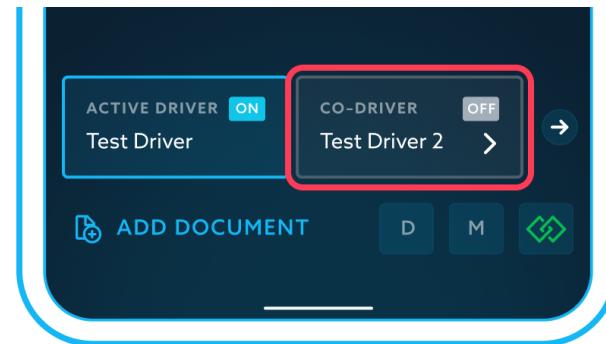 ACTIVE DRIVER ON
Test Driver
CO-DRIVER OFF
Test Driver 2
ADD DOCUMENT
D
M